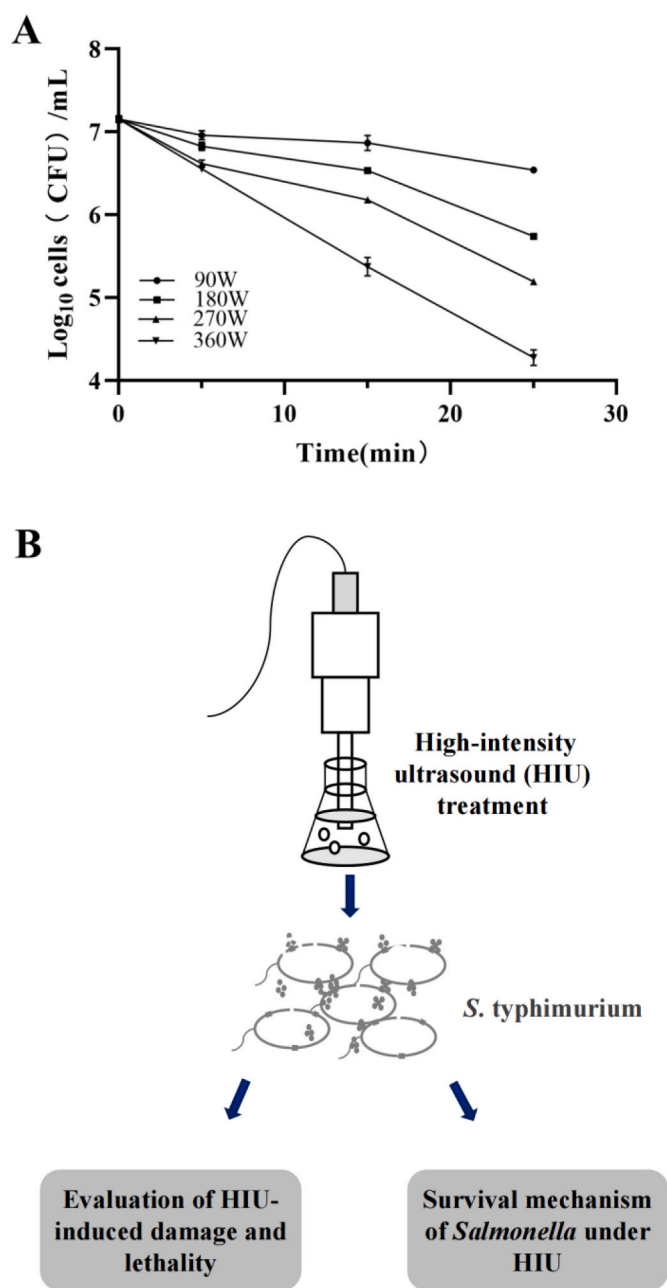 A
Log10 cells（ CFU）/mL
8
7
6
5
4
90W
180W
270W
360W
0
10
20
30
Time(min）
B
High-intensity
ultrasound (HIU)
treatment
S. typhimurium
Evaluation of HIU-
induced damage and
lethality
Survival mechanism
of Salmonella under
HIU